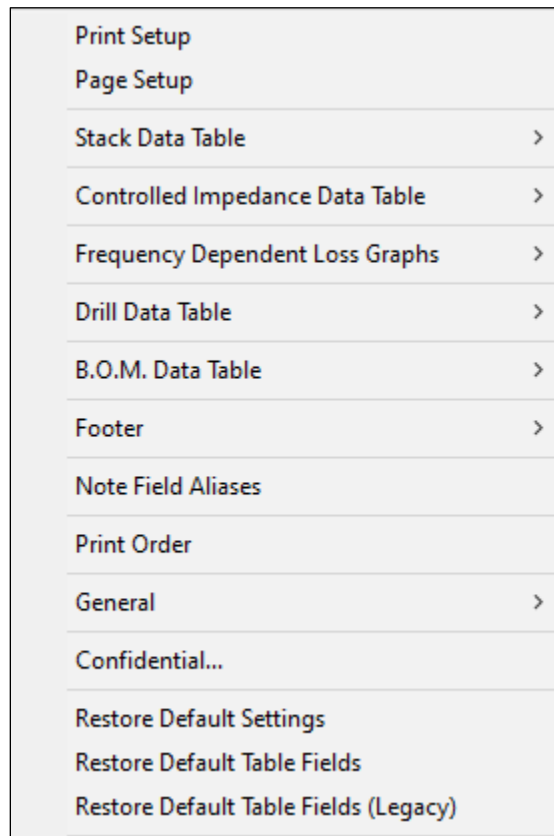 Print Setup
Page Setup
Stack Data Table
Controlled Impedance Data Table
Frequency Dependent Loss Graphs
Drill Data Table
B.O.M. Data Table
Footer
Note Field Aliases
Print Order
General
Confidential...
Restore Default Settings
Restore Default Table Fields
Restore Default Table Fields (Legacy)